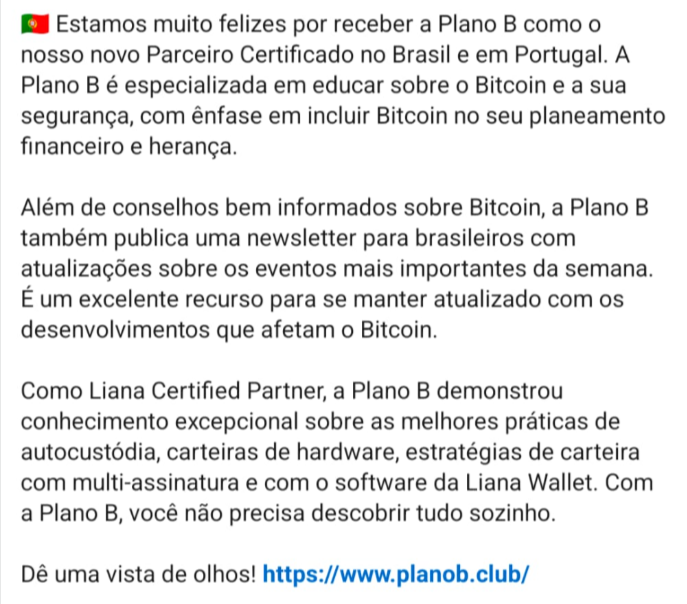 🇵🇹 Estamos muito felizes por receber a Plano B como o
nosso novo Parceiro Certificado no Brasil e em Portugal. A
Plano B é especializada em educar sobre o Bitcoin e a sua
segurança, com ênfase em incluir Bitcoin no seu planeamento
financeiro e herança.

Além de conselhos bem informados sobre Bitcoin, a Plano B
também publica uma newsletter para brasileiros com
atualizações sobre os eventos mais importantes da semana.
É um excelente recurso para se manter atualizado com os
desenvolvimentos que afetam o Bitcoin.

Como Liana Certified Partner, a Plano B demonstrou
conhecimento excepcional sobre as melhores práticas de
autocustódia, carteiras de hardware, estratégias de carteira
com multi-assinatura e com o software da Liana Wallet. Com
a Plano B, você não precisa descobrir tudo sozinho.

Dê uma vista de olhos! https://www.planob.club/